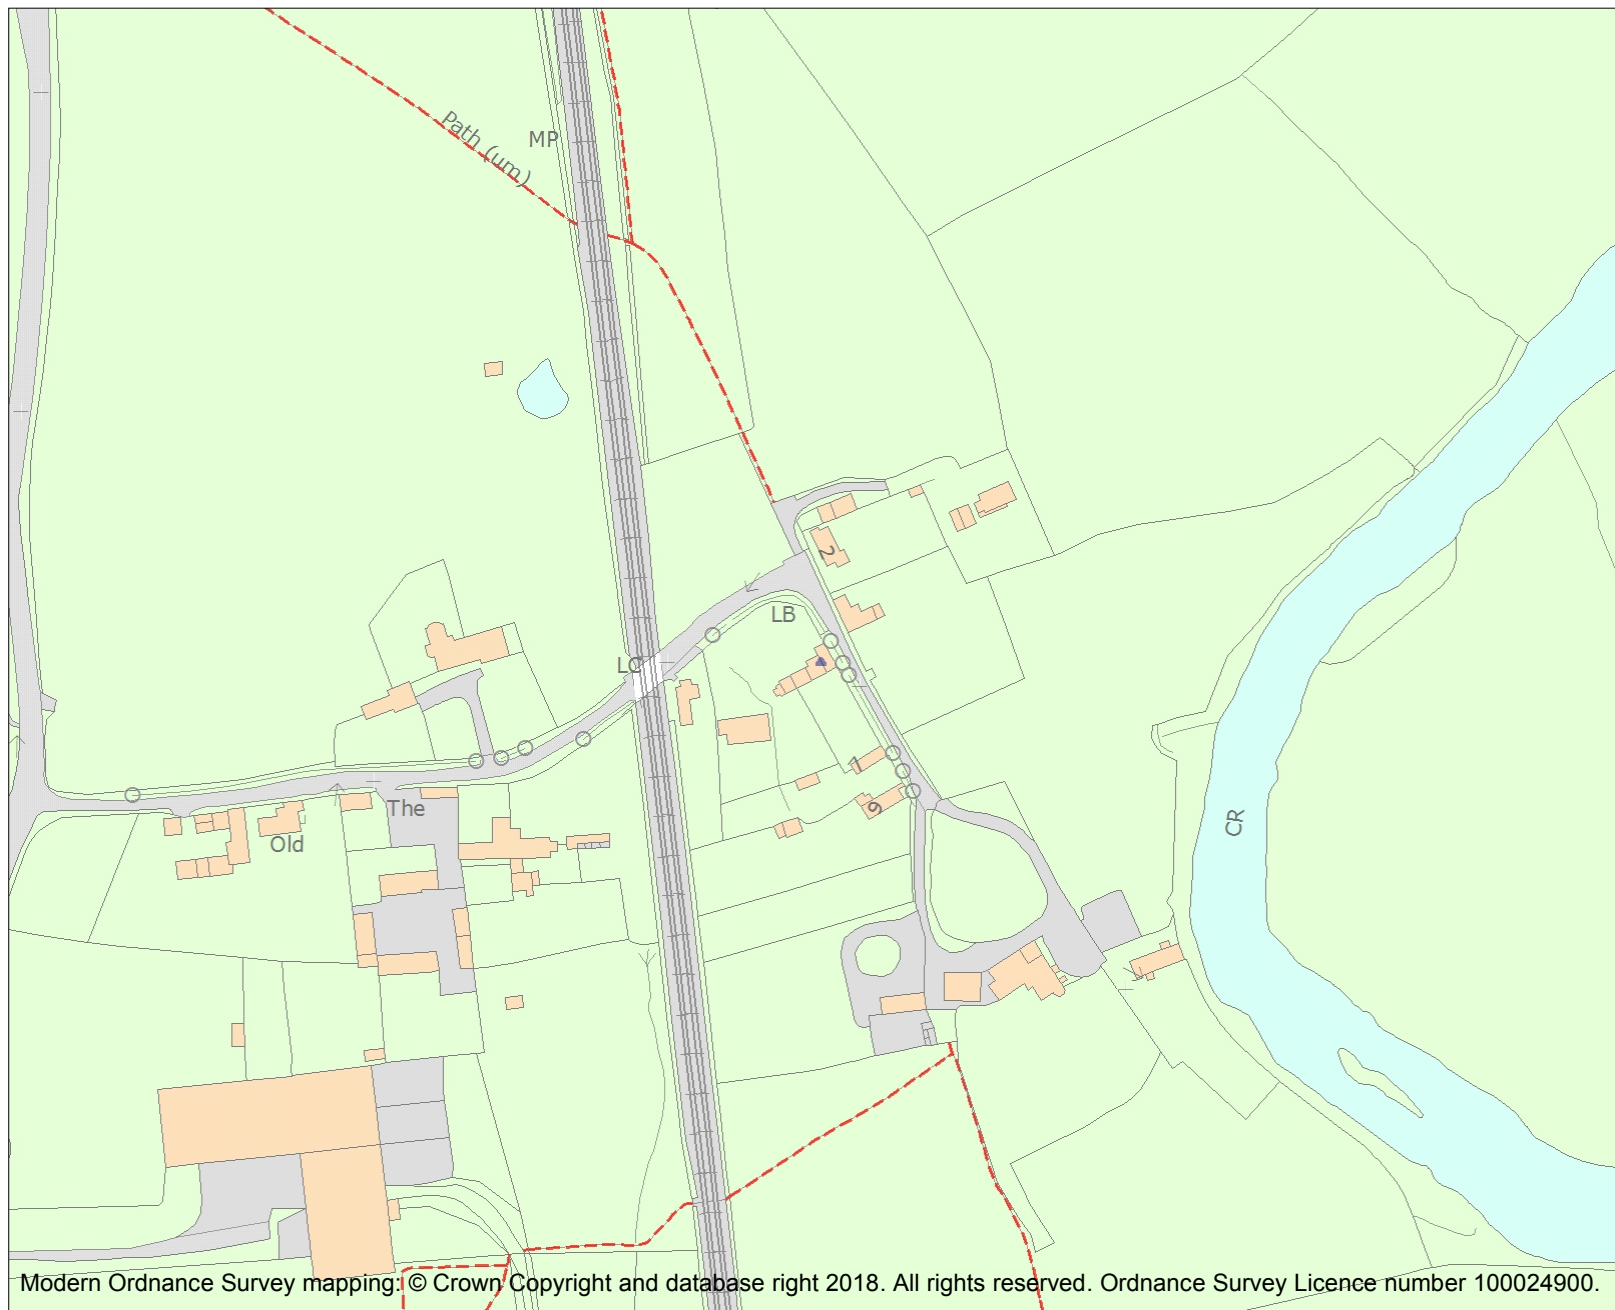 Path (um)
MP
2
LB
LC
1
The
6
Old
CR
Modern Ordnance Survey mapping: © Crown Copyright and database right 2018. All rights reserved. Ordnance Survey Licence number 100024900.